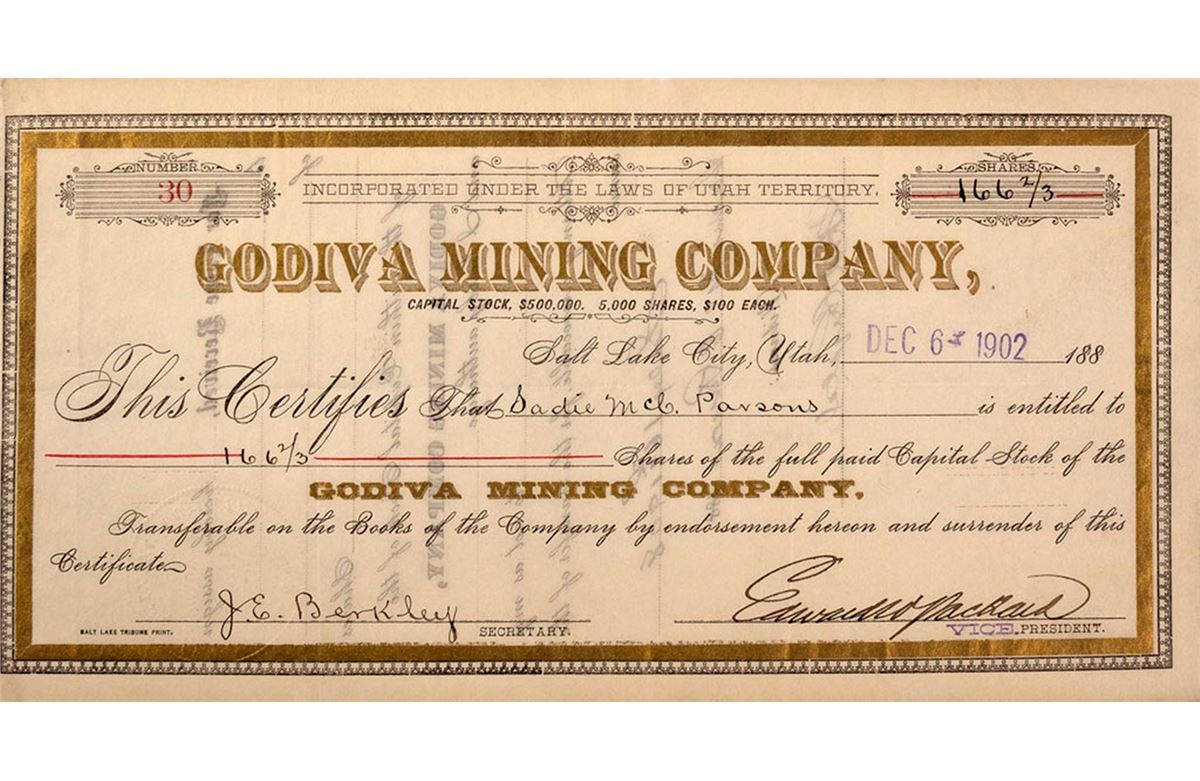 NUMBER
30
INCORPORATED UNDER THE LAWS OF UTAH TERRITORY.
SHARES
166 2/3
GODIVA MINING COMPANY,
CAPITAL STOCK, $500,000. 5,000 SHARES, $100 EACH.
Salt Lake City, Utah, DEC 6 1902 188
This Certifies That Sadie McC. Parsons is entitled to
166 2/3 Shares of the full paid Capital Stock of the
GODIVA MINING COMPANY.
Transferable on the Books of the Company by endorsement hereon and surrender of this
Certificate
J. E. Berkley SECRETARY. Edward W Packard VICE. PRESIDENT.
SALT LAKE TRIBUNE PRINT.